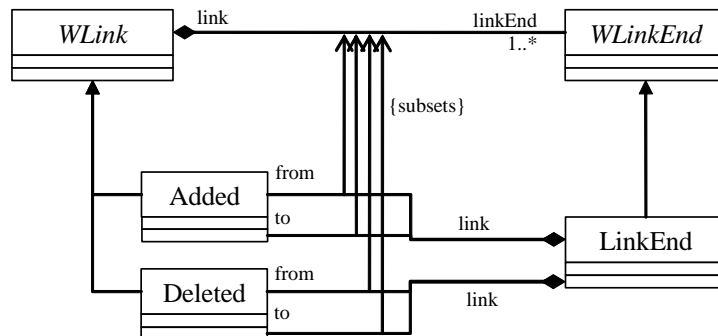 WLink
link
linkEnd
1..*
WLinkEnd
{subsets}
Added
from
to
link
LinkEnd
Deleted
from
to
link